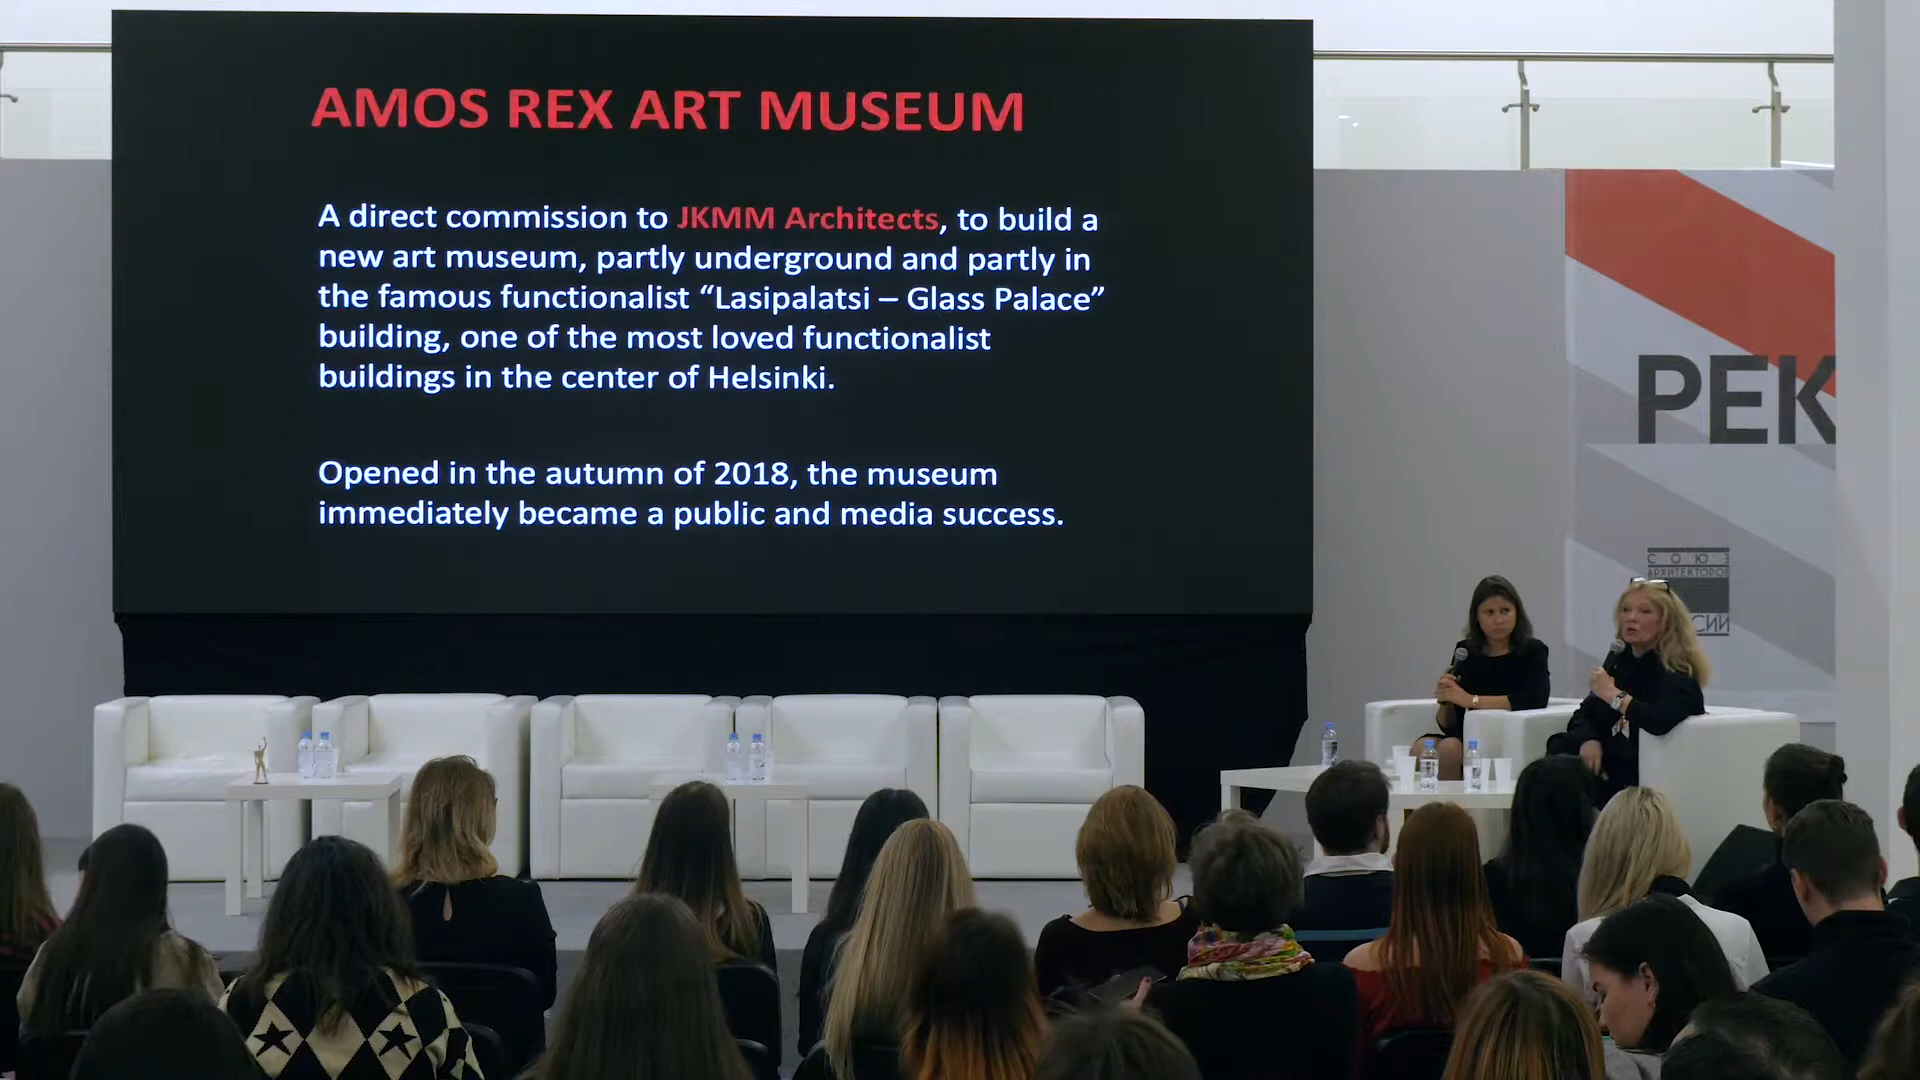 AMOS REX ART MUSEUM
A direct commission to JKMM Architects, to build a
new art museum, partly underground and partly in
the famous functionalist “Lasipalatsi – Glass Palace”
building, one of the most loved functionalist
buildings in the center of Helsinki.
Opened in the autumn of 2018, the museum
immediately became a public and media success.
РЕК
СОЮЗ
АРХИТЕКТОРОВ